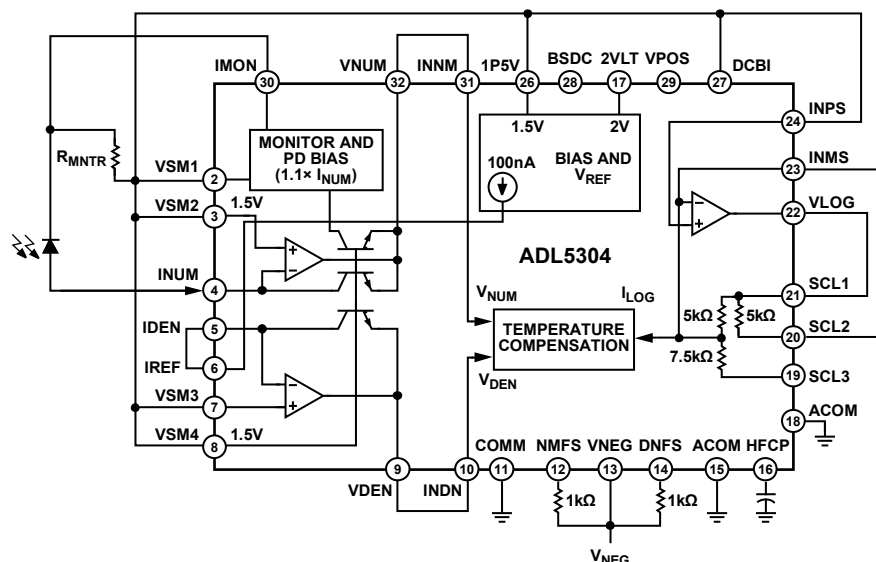 IMON VNUM INNM 1P5V BSDC 2VLT VPOS DCBI
30 32 31 26 28 17 29 27
INPS
24
1.5V 2V
RMNTR
MONITOR AND
PD BIAS
(1.1× INUM)
100nA
BIAS AND
VREF
INMS
23
VSM1
2
VSM2
3
1.5V
VLOG
22
ADL5304
INUM
4
SCL1
21
VNUM
ILOG
5kΩ
5kΩ
IDEN
5
TEMPERATURE
COMPENSATION
SCL2
20
7.5kΩ
IREF
6
VDEN
SCL3
19
VSM3
7
ACOM
18
VSM4
8
1.5V
COMM NMFS VNEG DNFS ACOM HFCP
9 10 11 12 13 14 15 16
VDEN INDN
1kΩ 1kΩ
VNEG